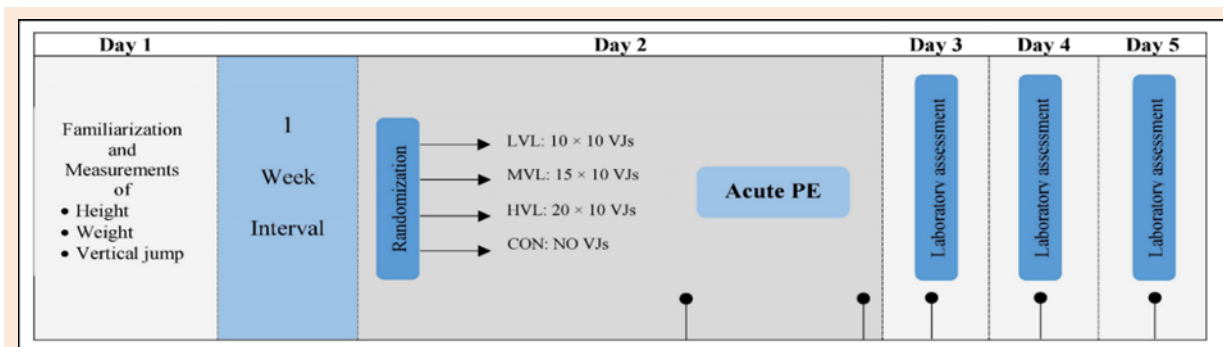 Day 1
Day 2
Day 3
Day 4
Day 5
Familiarization
and
Measurements
of
• Height
• Weight
• Vertical jump
1
Week
Interval
Randomization
LVL: 10 × 10 VJs
MVL: 15 × 10 VJs
HVL: 20 × 10 VJs
CON: NO VJs
Acute PE
Laboratory assessment
Laboratory assessment
Laboratory assessment